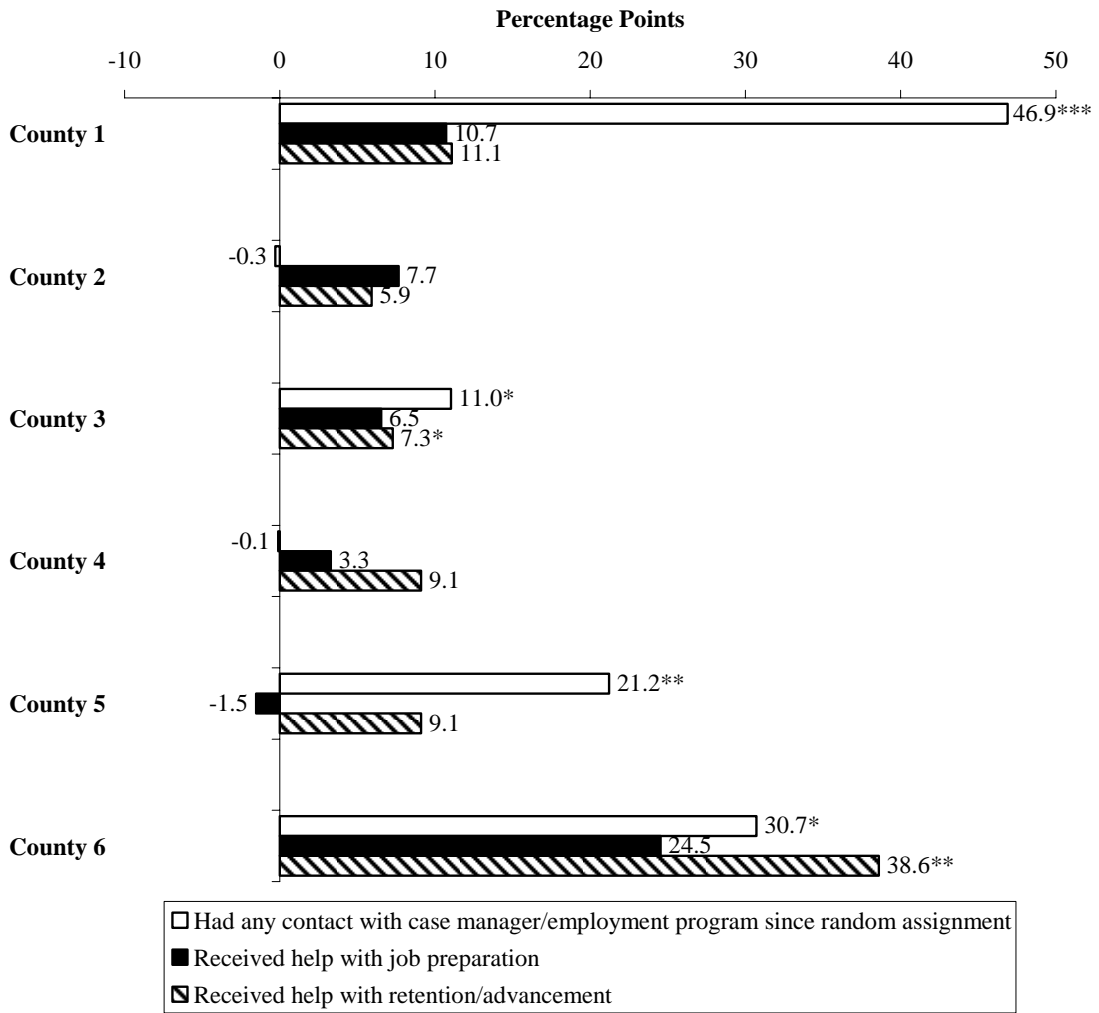 Percentage Points
-10 0 10 20 30 40 50
County 1
46.9***
10.7
11.1
County 2
-0.3
7.7
5.9
County 3
11.0*
6.5
7.3*
County 4
-0.1
3.3
9.1
County 5
21.2**
-1.5
9.1
County 6
30.7*
24.5
38.6**
Had any contact with case manager/employment program since random assignment
Received help with job preparation
Received help with retention/advancement